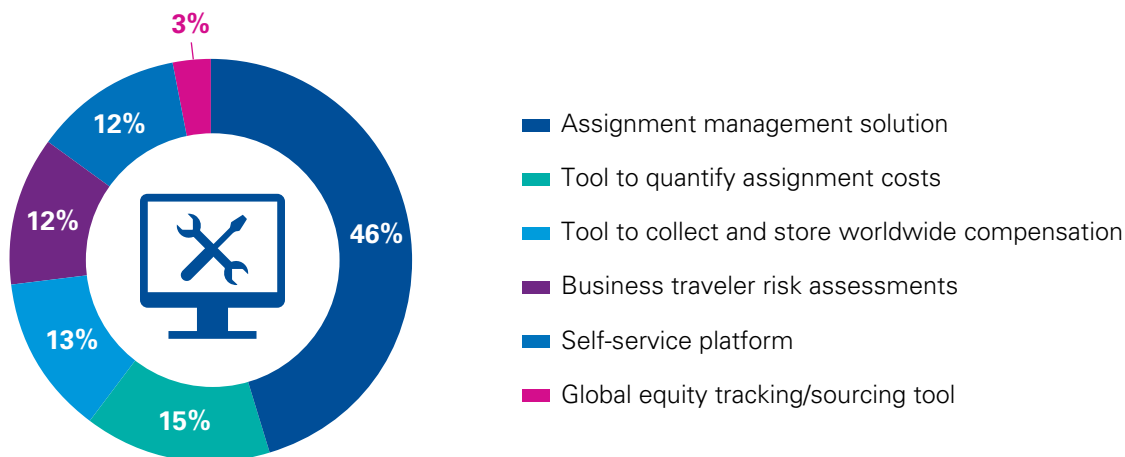 3%
12%
12%
46%
13%
15%
Assignment management solution
Tool to quantify assignment costs
Tool to collect and store worldwide compensation
Business traveler risk assessments
Self-service platform
Global equity tracking/sourcing tool